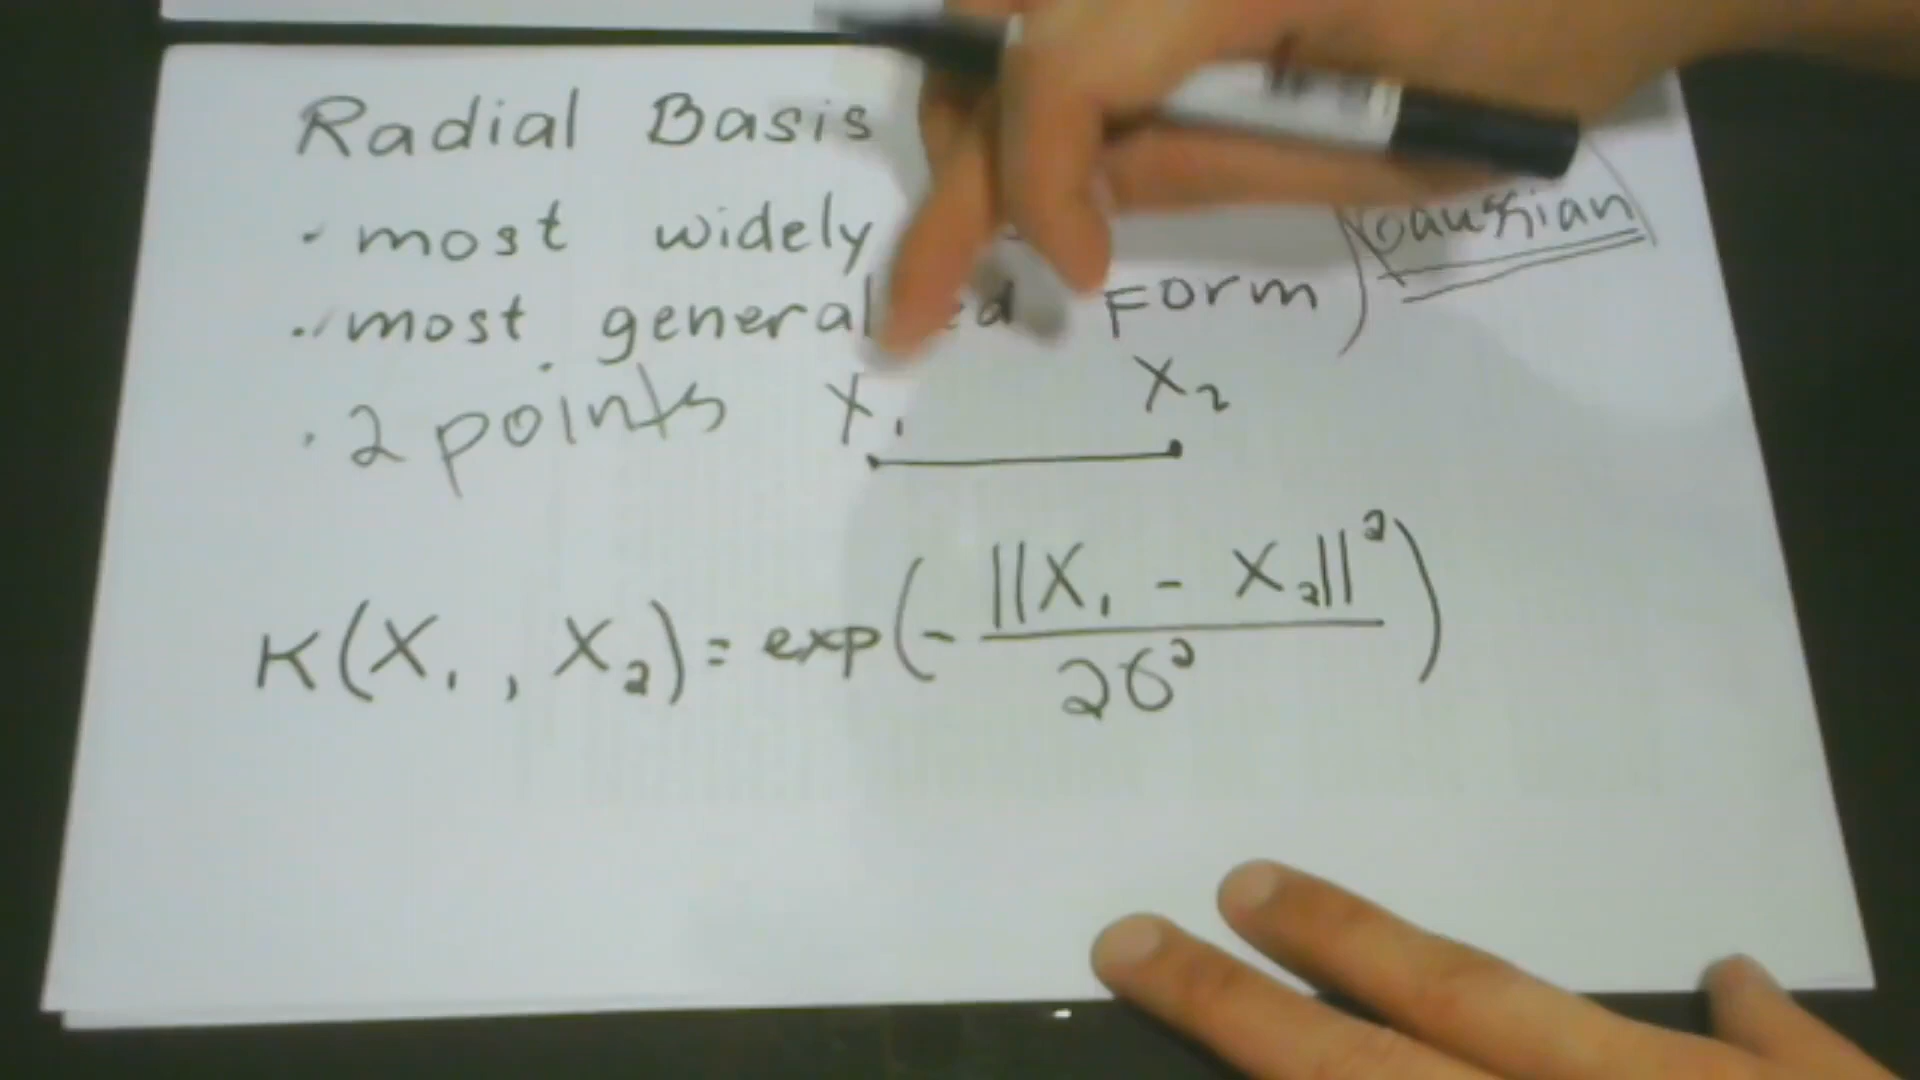 Radial Basis
• most widely
Gaussian
• most general ed Form )
• 2 points X₁ X₂
K(X₁, X₂) = exp(- ||X₁ - X₂||² / 2σ²)